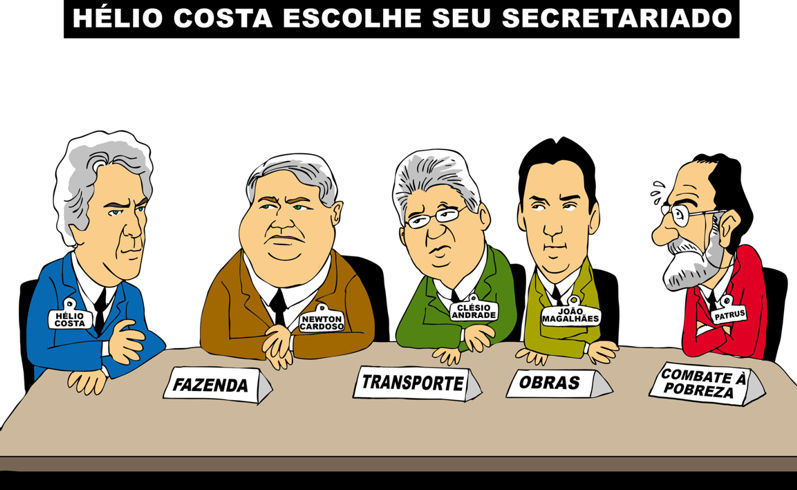 HÉLIO COSTA ESCOLHE SEU SECRETARIADO
HÉLIO
COSTA
NEWTON
CARDOSO
CLÉSIO
ANDRADE
JOÃO
MAGALHÃES
PATRUS
FAZENDA
TRANSPORTE
OBRAS
COMBATE À
POBREZA